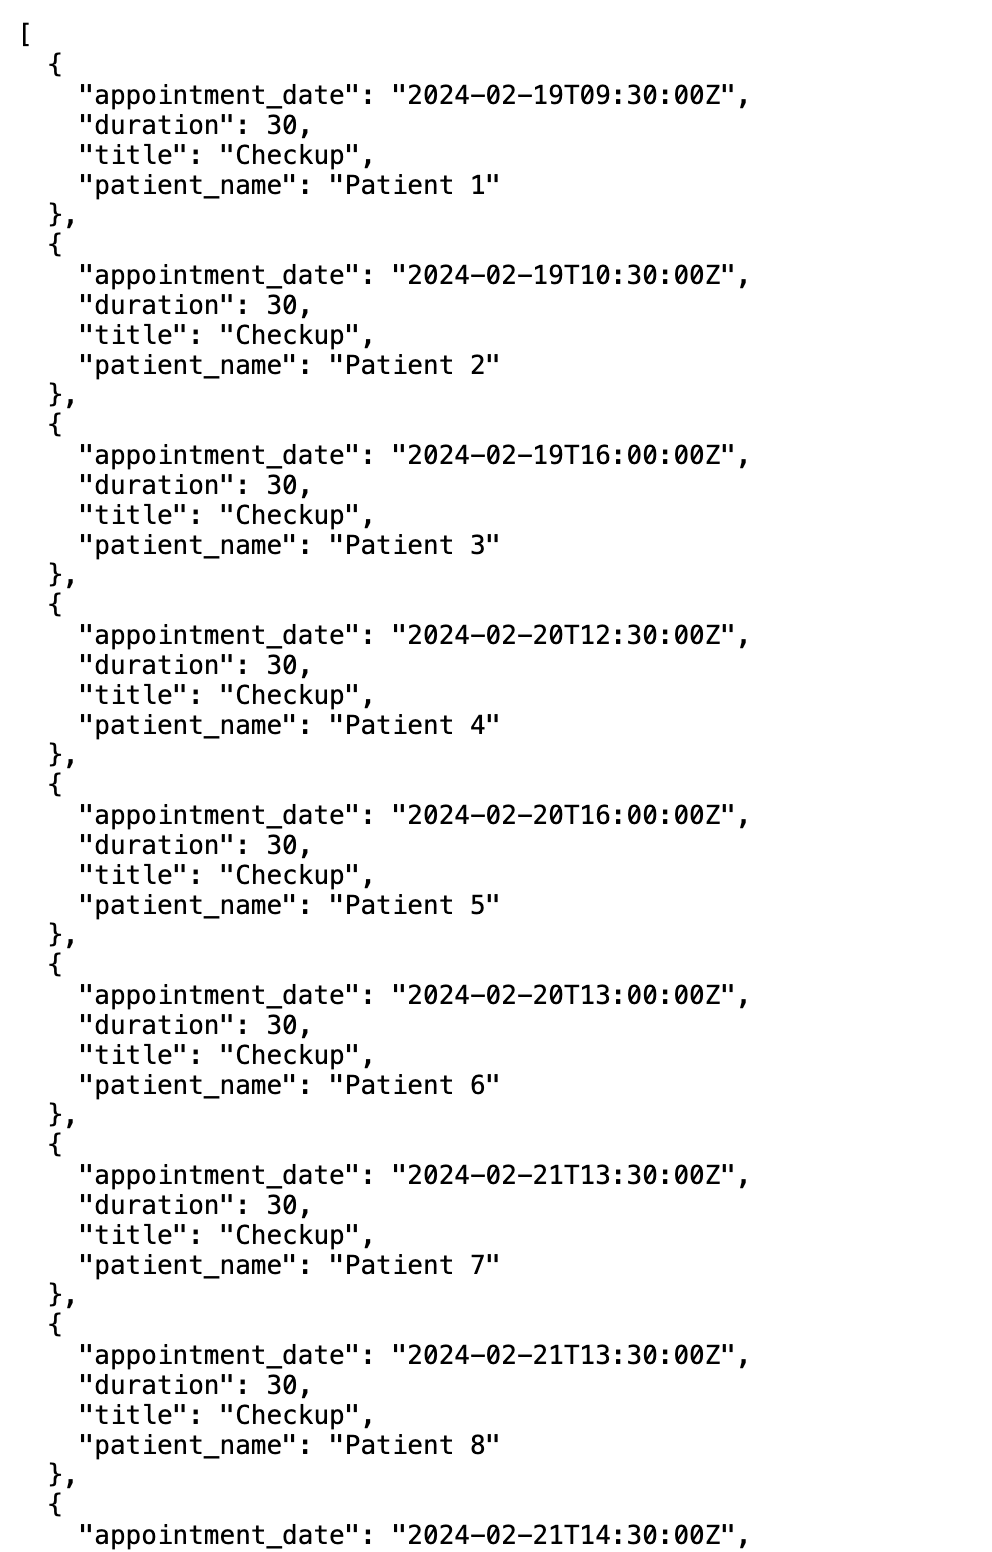 [
  {
    "appointment_date": "2024-02-19T09:30:00Z",
    "duration": 30,
    "title": "Checkup",
    "patient_name": "Patient 1"
  },
  {
    "appointment_date": "2024-02-19T10:30:00Z",
    "duration": 30,
    "title": "Checkup",
    "patient_name": "Patient 2"
  },
  {
    "appointment_date": "2024-02-19T16:00:00Z",
    "duration": 30,
    "title": "Checkup",
    "patient_name": "Patient 3"
  },
  {
    "appointment_date": "2024-02-20T12:30:00Z",
    "duration": 30,
    "title": "Checkup",
    "patient_name": "Patient 4"
  },
  {
    "appointment_date": "2024-02-20T16:00:00Z",
    "duration": 30,
    "title": "Checkup",
    "patient_name": "Patient 5"
  },
  {
    "appointment_date": "2024-02-20T13:00:00Z",
    "duration": 30,
    "title": "Checkup",
    "patient_name": "Patient 6"
  },
  {
    "appointment_date": "2024-02-21T13:30:00Z",
    "duration": 30,
    "title": "Checkup",
    "patient_name": "Patient 7"
  },
  {
    "appointment_date": "2024-02-21T13:30:00Z",
    "duration": 30,
    "title": "Checkup",
    "patient_name": "Patient 8"
  },
  {
    "appointment_date": "2024-02-21T14:30:00Z",